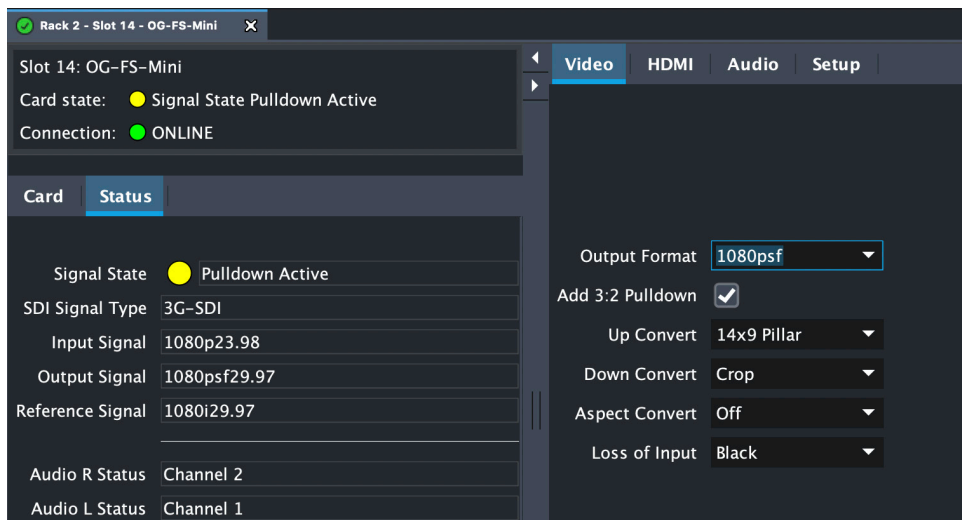 Rack 2 - Slot 14 - OG-FS-Mini X
Slot 14: OG-FS-Mini
Card state: Signal State Pulldown Active
Connection: ONLINE
Card Status
Signal State Pulldown Active
SDI Signal Type 3G-SDI
Input Signal 1080p23.98
Output Signal 1080psf29.97
Reference Signal 1080i29.97
Audio R Status Channel 2
Audio L Status Channel 1
Video HDMI Audio Setup
Output Format 1080psf
Add 3:2 Pulldown
Up Convert 14x9 Pillar
Down Convert Crop
Aspect Convert Off
Loss of Input Black